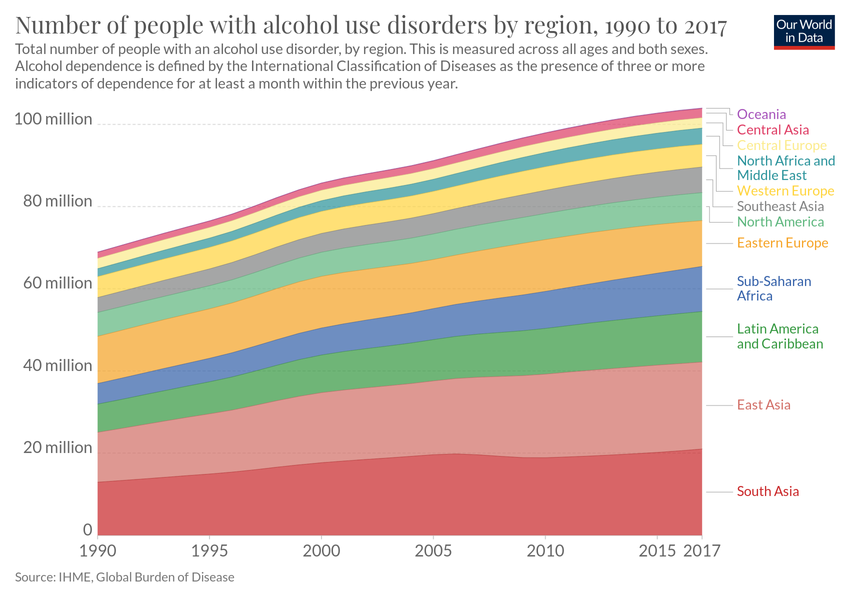 Number of people with alcohol use disorders by region, 1990 to 2017
Our World
in Data
Total number of people with an alcohol use disorder, by region. This is measured across all ages and both sexes.
Alcohol dependence is defined by the International Classification of Diseases as the presence of three or more
indicators of dependence for at least a month within the previous year.
100 million
80 million
60 million
40 million
20 million
0
1990
1995
2000
2005
2010
2015
2017
Oceania
Central Asia
Central Europe
North Africa and
Middle East
Western Europe
Southeast Asia
North America
Eastern Europe
Sub-Saharan
Africa
Latin America
and Caribbean
East Asia
South Asia
Source: IHME, Global Burden of Disease